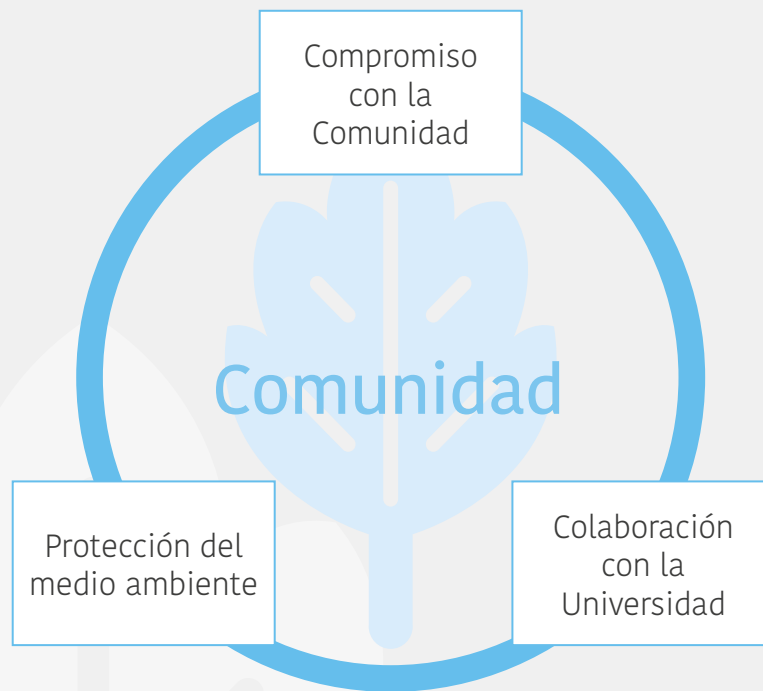 Compromiso
con la
Comunidad
Comunidad
Protección del
medio ambiente
Colaboración
con la
Universidad